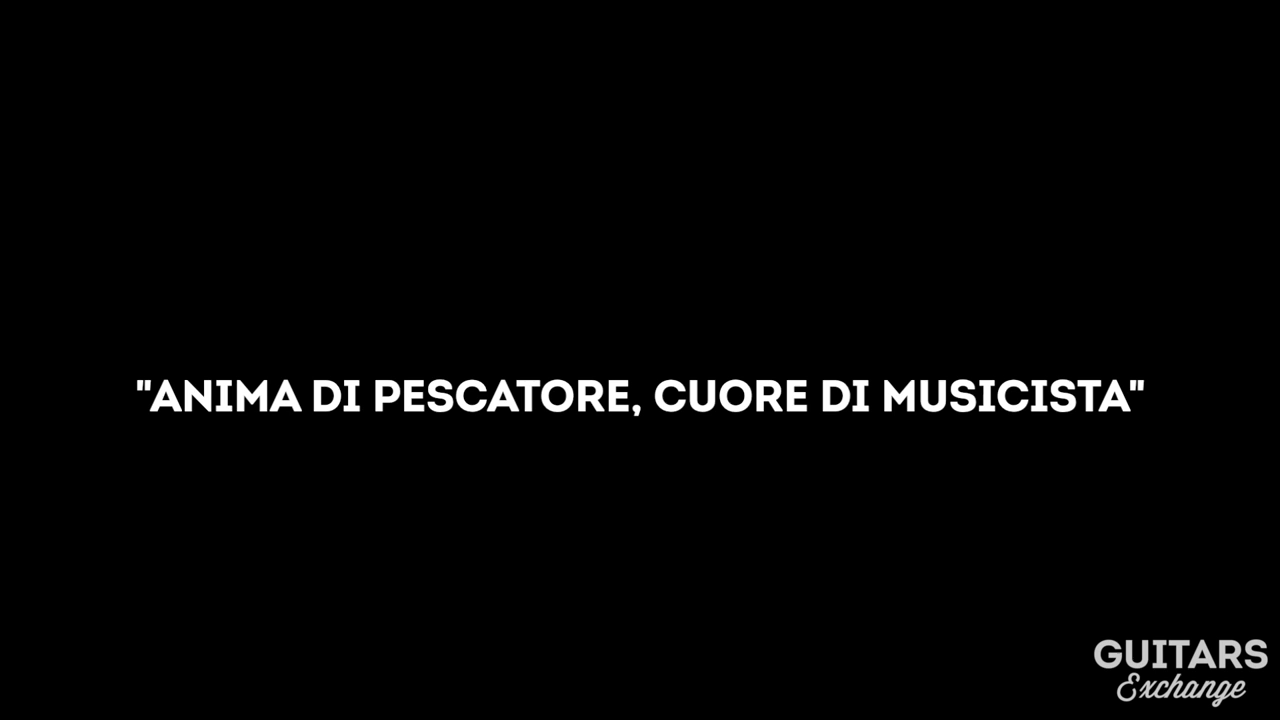 "ANIMA DI PESCATORE, CUORE DI MUSICISTA"
GUITARS
Exchange